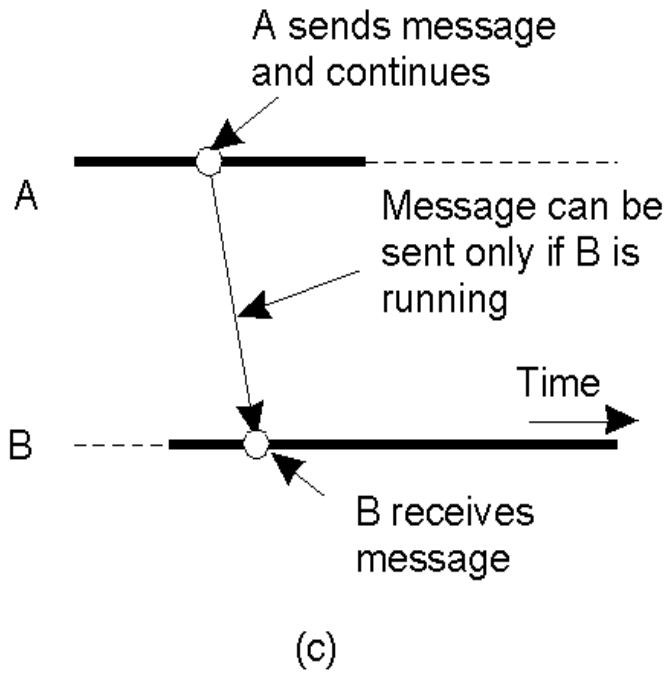 A sends message
and continues
A
Message can be
sent only if B is
running
Time
B
B receives
message
(c)